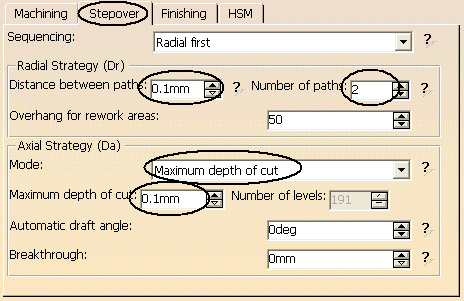 Machining Stepover Finishing HSM
Sequencing: Radial first ?
Radial Strategy (Dr)
Distance between paths: 0.1mm ? Number of paths: 2 ?
Overhang for rework areas: 50
Axial Strategy (Da)
Mode: Maximum depth of cut ?
Maximum depth of cut: 0.1mm Number of levels: 191
Automatic draft angle: 0deg ?
Breakthrough: 0mm ?